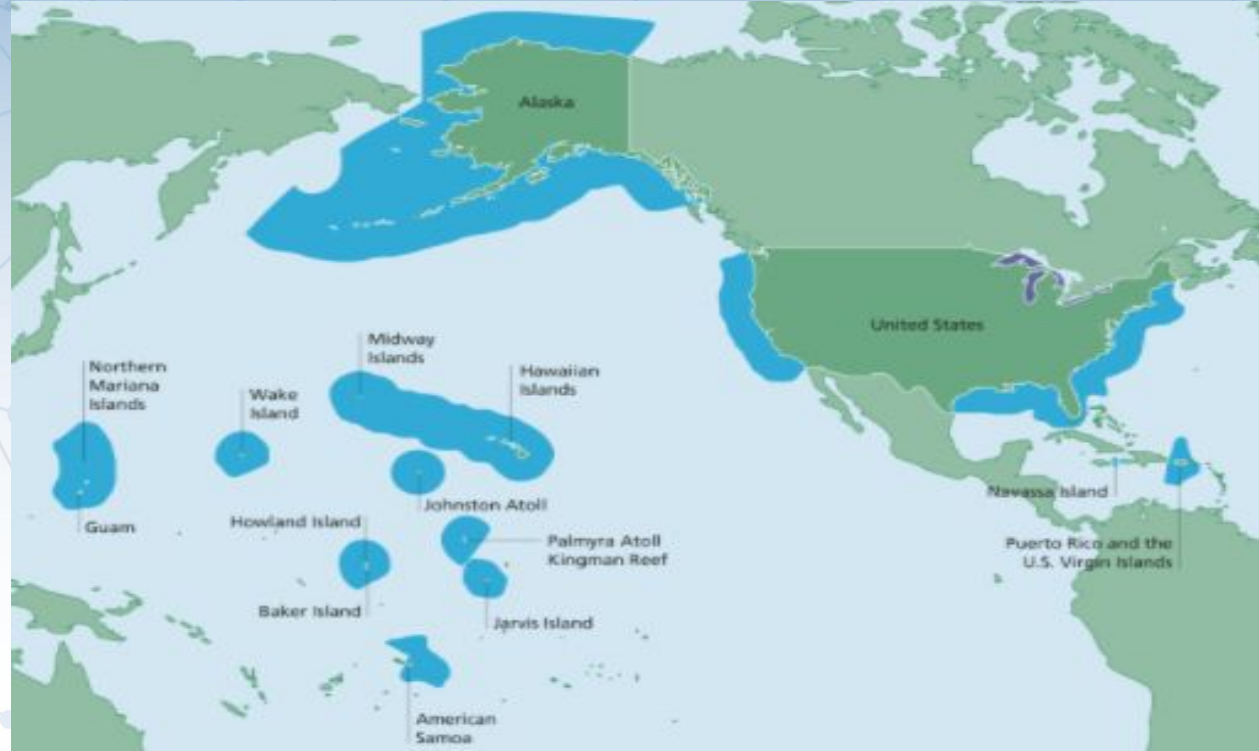 Alaska
United States
Midway
Islands
Hawaiian
Islands
Northern
Mariana
Islands
Wake
Island
Guam
Johnston Atoll
Howland Island
Palmyra Atoll
Kingman Reef
Baker Island
Jarvis Island
American
Samoa
Navassa Island
Puerto Rico and the
U.S. Virgin Islands